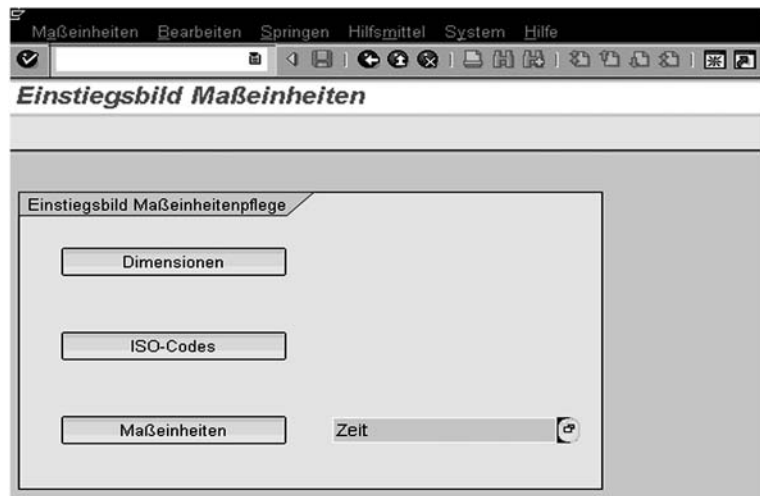 Maßeinheiten Bearbeiten Springen Hilfsmittel System Hilfe
Einstiegsbild Maßeinheiten
Einstiegsbild Maßeinheitenpflege
Dimensionen
ISO-Codes
Maßeinheiten Zeit